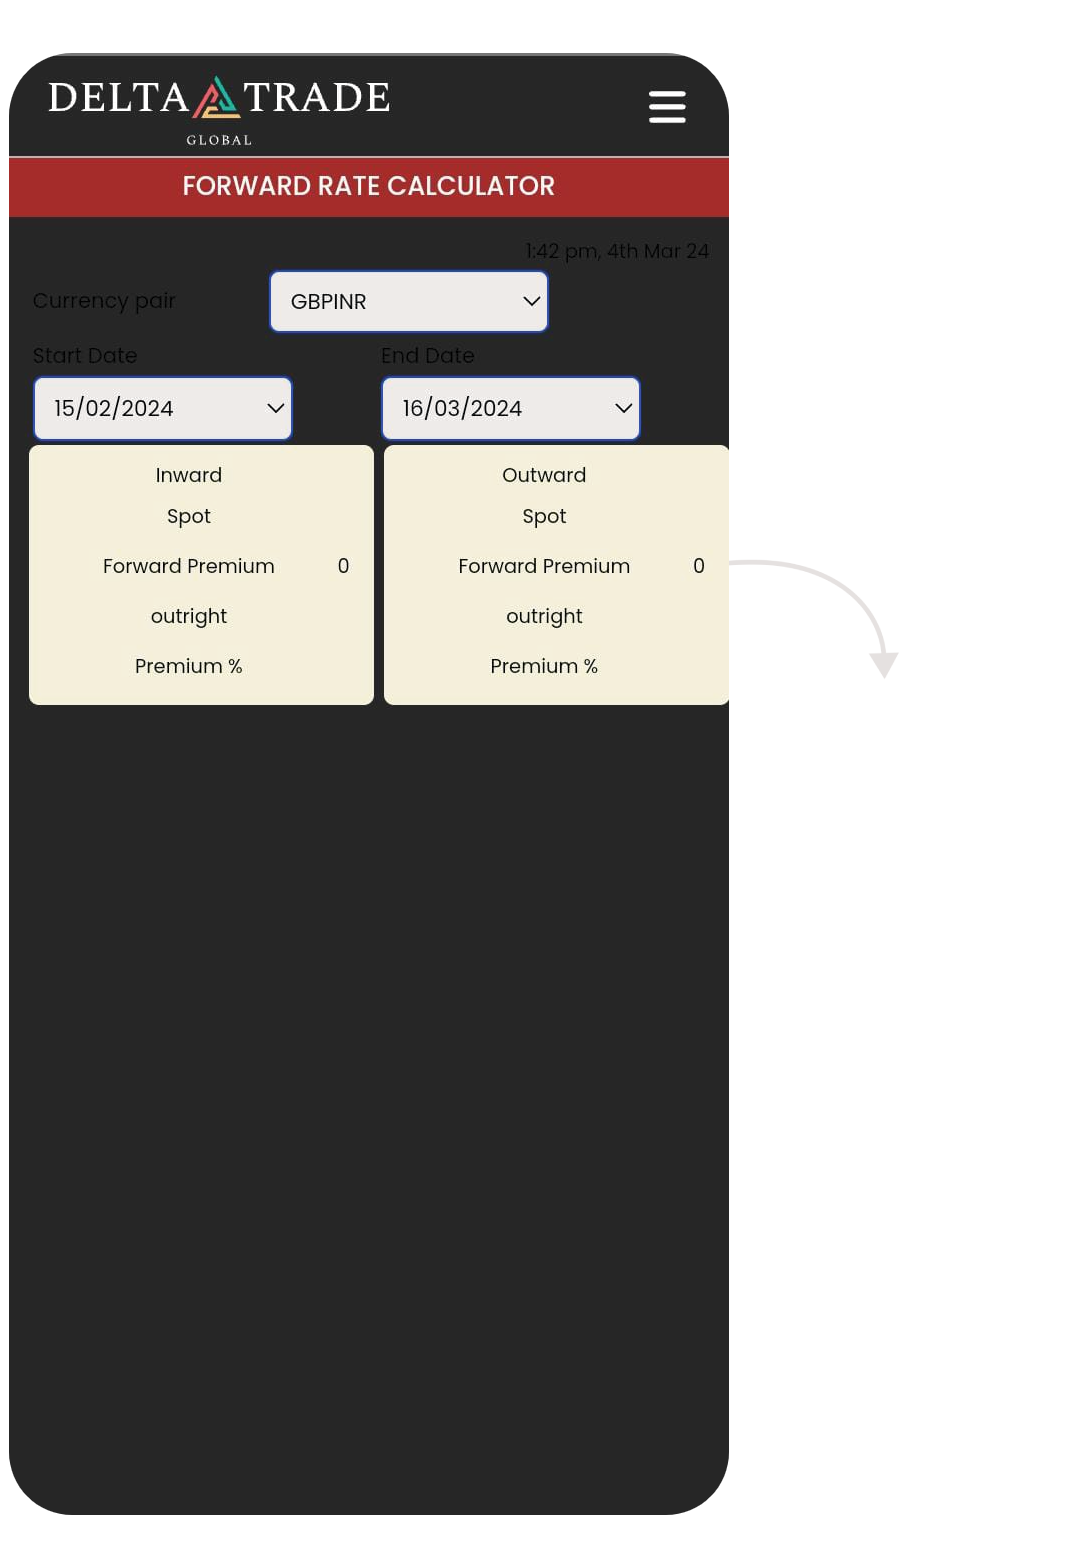 DELTA TRADE
GLOBAL
FORWARD RATE CALCULATOR
1:42 pm, 4th Mar 24
Currency pair GBPINR
Start Date End Date
15/02/2024 16/03/2024
Inward
Spot
Forward Premium 0
outright
Premium %
Outward
Spot
Forward Premium 0
outright
Premium %